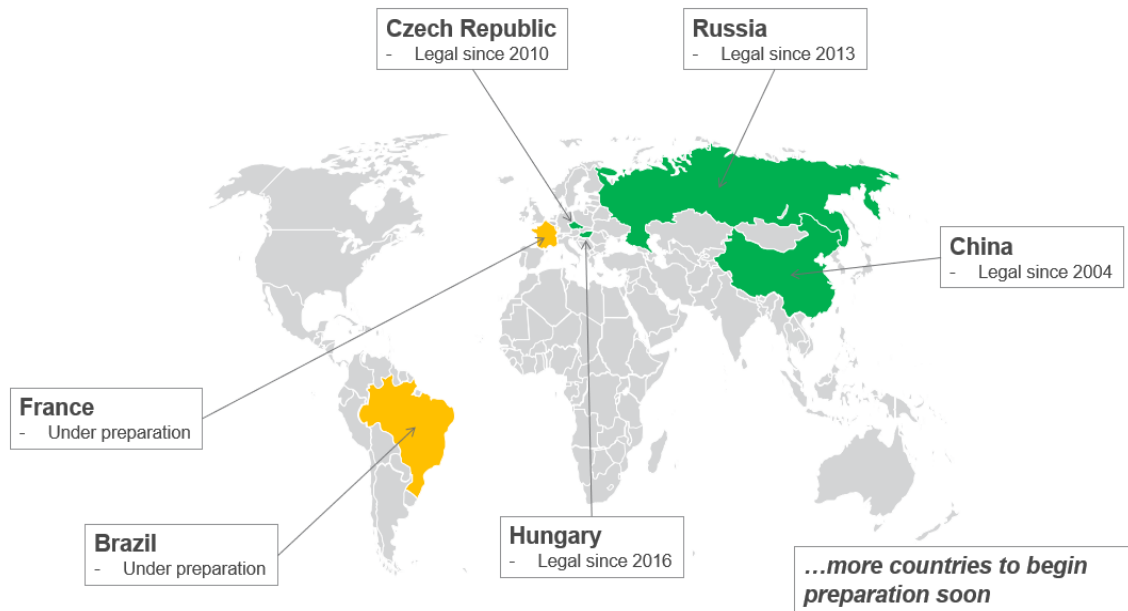 Czech Republic
- Legal since 2010
Russia
- Legal since 2013
China
- Legal since 2004
France
- Under preparation
Brazil
- Under preparation
Hungary
- Legal since 2016
...more countries to begin
preparation soon